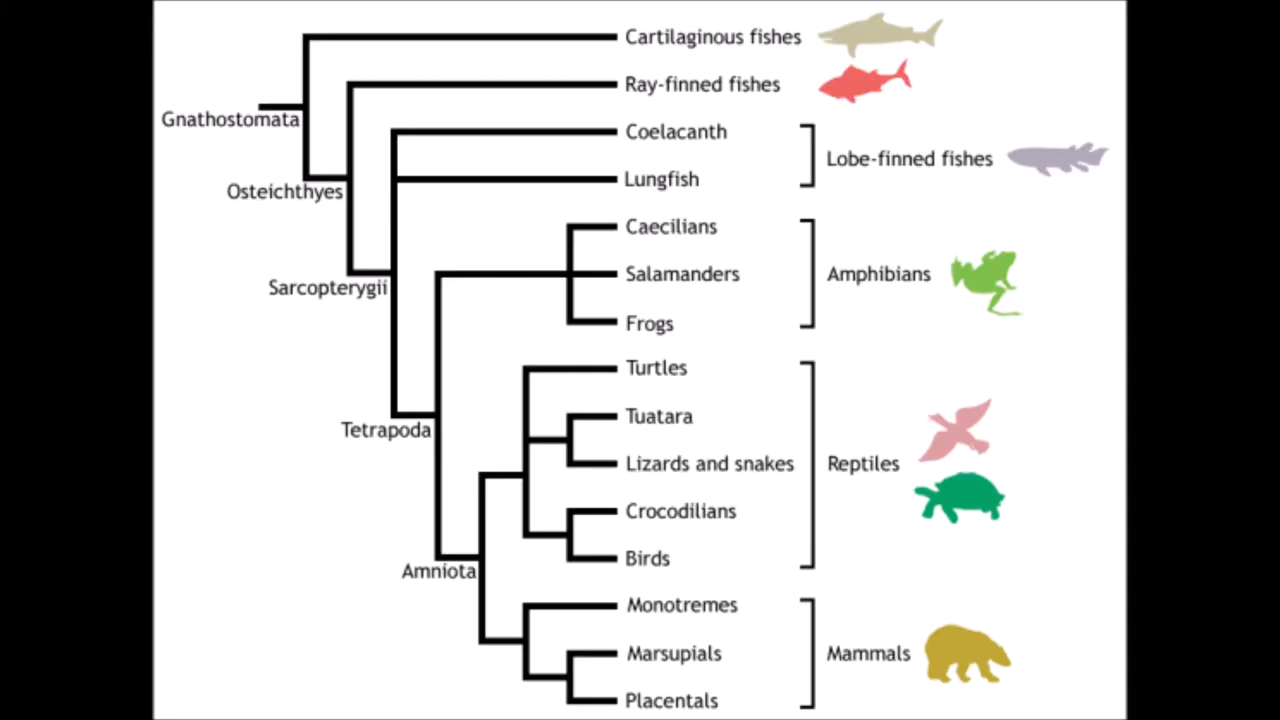 Cartilaginous fishes
Ray-finned fishes
Gnathostomata
Coelacanth
Lobe-finned fishes
Lungfish
Osteichthyes
Caecilians
Salamanders
Amphibians
Sarcopterygii
Frogs
Turtles
Tuatara
Tetrapoda
Lizards and snakes
Reptiles
Crocodilians
Birds
Amniota
Monotremes
Marsupials
Mammals
Placentals